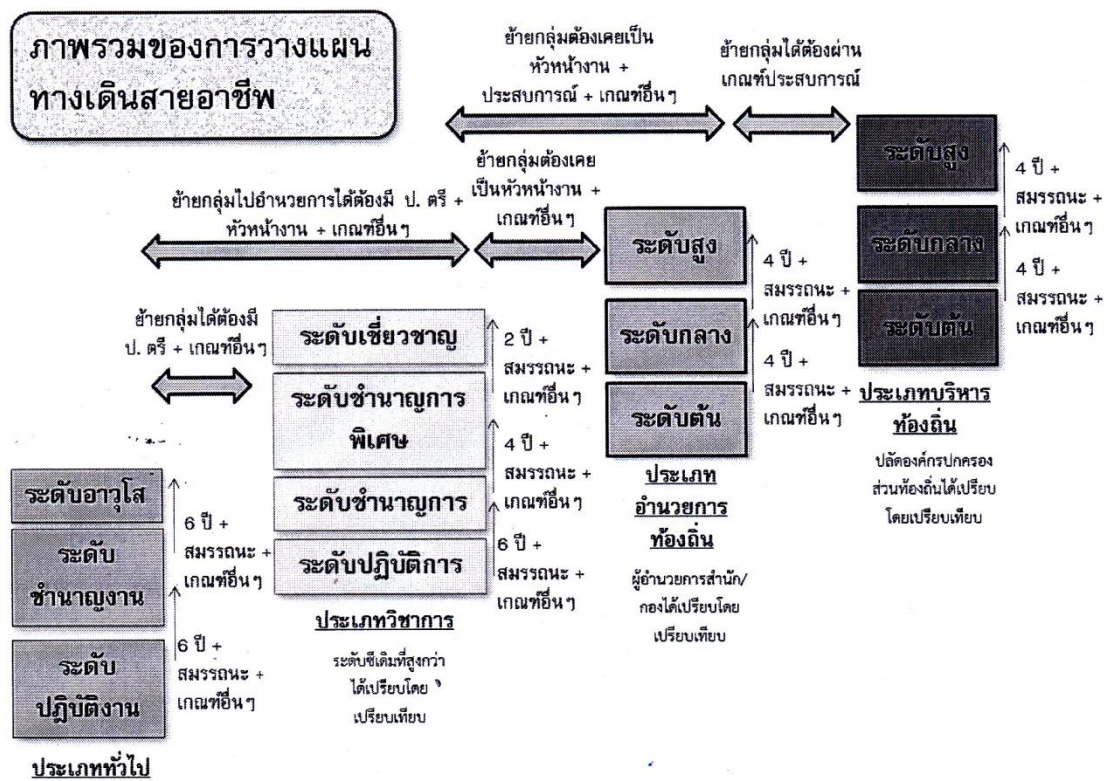 ภาพรวมของการวางแผน
ทางเดินสายอาชีพ
ย้ายกลุ่มต้องเคยเป็น
หัวหน้างาน +
ประสบการณ์ + เกณฑ์อื่นๆ
ย้ายกลุ่มได้ต้องผ่าน
เกณฑ์ประสบการณ์
ย้ายกลุ่มไปอำนวยการได้ต้องมี ป. ตรี +
หัวหน้างาน + เกณฑ์อื่นๆ
ย้ายกลุ่มต้องเคย
เป็นหัวหน้างาน +
เกณฑ์อื่นๆ
ย้ายกลุ่มได้ต้องมี
ป. ตรี + เกณฑ์อื่นๆ
ระดับอาวุโส
6 ปี +
สมรรถนะ +
เกณฑ์อื่นๆ
ระดับ
ชำนาญงาน
6 ปี +
สมรรถนะ +
เกณฑ์อื่นๆ
ระดับ
ปฏิบัติงาน
ประเภททั่วไป
ระดับเชี่ยวชาญ
2 ปี +
สมรรถนะ +
เกณฑ์อื่นๆ
ระดับชำนาญการ
พิเศษ
4 ปี +
สมรรถนะ +
เกณฑ์อื่นๆ
ระดับชำนาญการ
6 ปี +
สมรรถนะ +
เกณฑ์อื่นๆ
ระดับปฏิบัติการ
ประเภทวิชาการ
ระดับซีเดิมที่สูงกว่า
ได้เปรียบโดย
เปรียบเทียบ
ระดับสูง
4 ปี +
สมรรถนะ +
เกณฑ์อื่นๆ
ระดับกลาง
4 ปี +
สมรรถนะ +
เกณฑ์อื่นๆ
ระดับต้น
ประเภท
อำนวยการ
ท้องถิ่น
ผู้อำนวยการสำนัก/
กองได้เปรียบโดย
เปรียบเทียบ
ระดับสูง
4 ปี +
สมรรถนะ +
เกณฑ์อื่นๆ
ระดับกลาง
4 ปี +
สมรรถนะ +
เกณฑ์อื่นๆ
ระดับต้น
ประเภทบริหาร
ท้องถิ่น
ปลัดองค์กรปกครอง
ส่วนท้องถิ่นได้เปรียบ
โดยเปรียบเทียบ